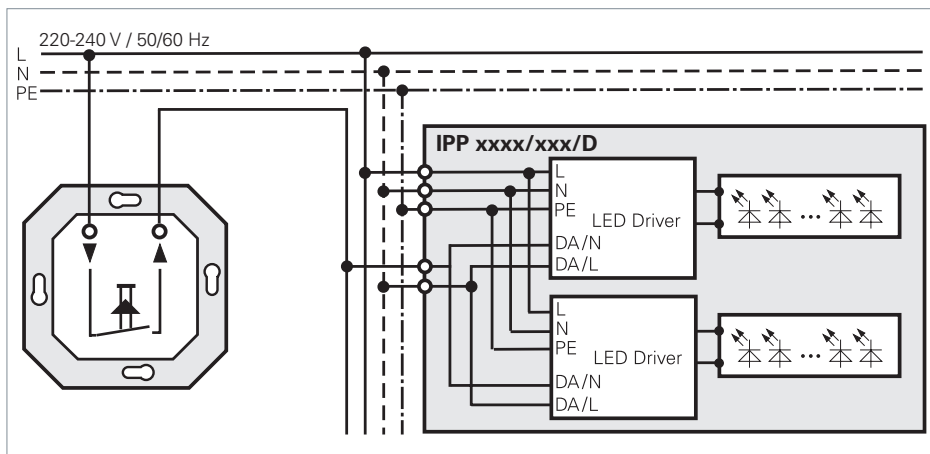 220-240 V / 50/60 Hz
L
N
PE
IPP xxxx/xxx/D
L
N
PE
LED Driver
DA/N
DA/L
L
N
PE
LED Driver
DA/N
DA/L